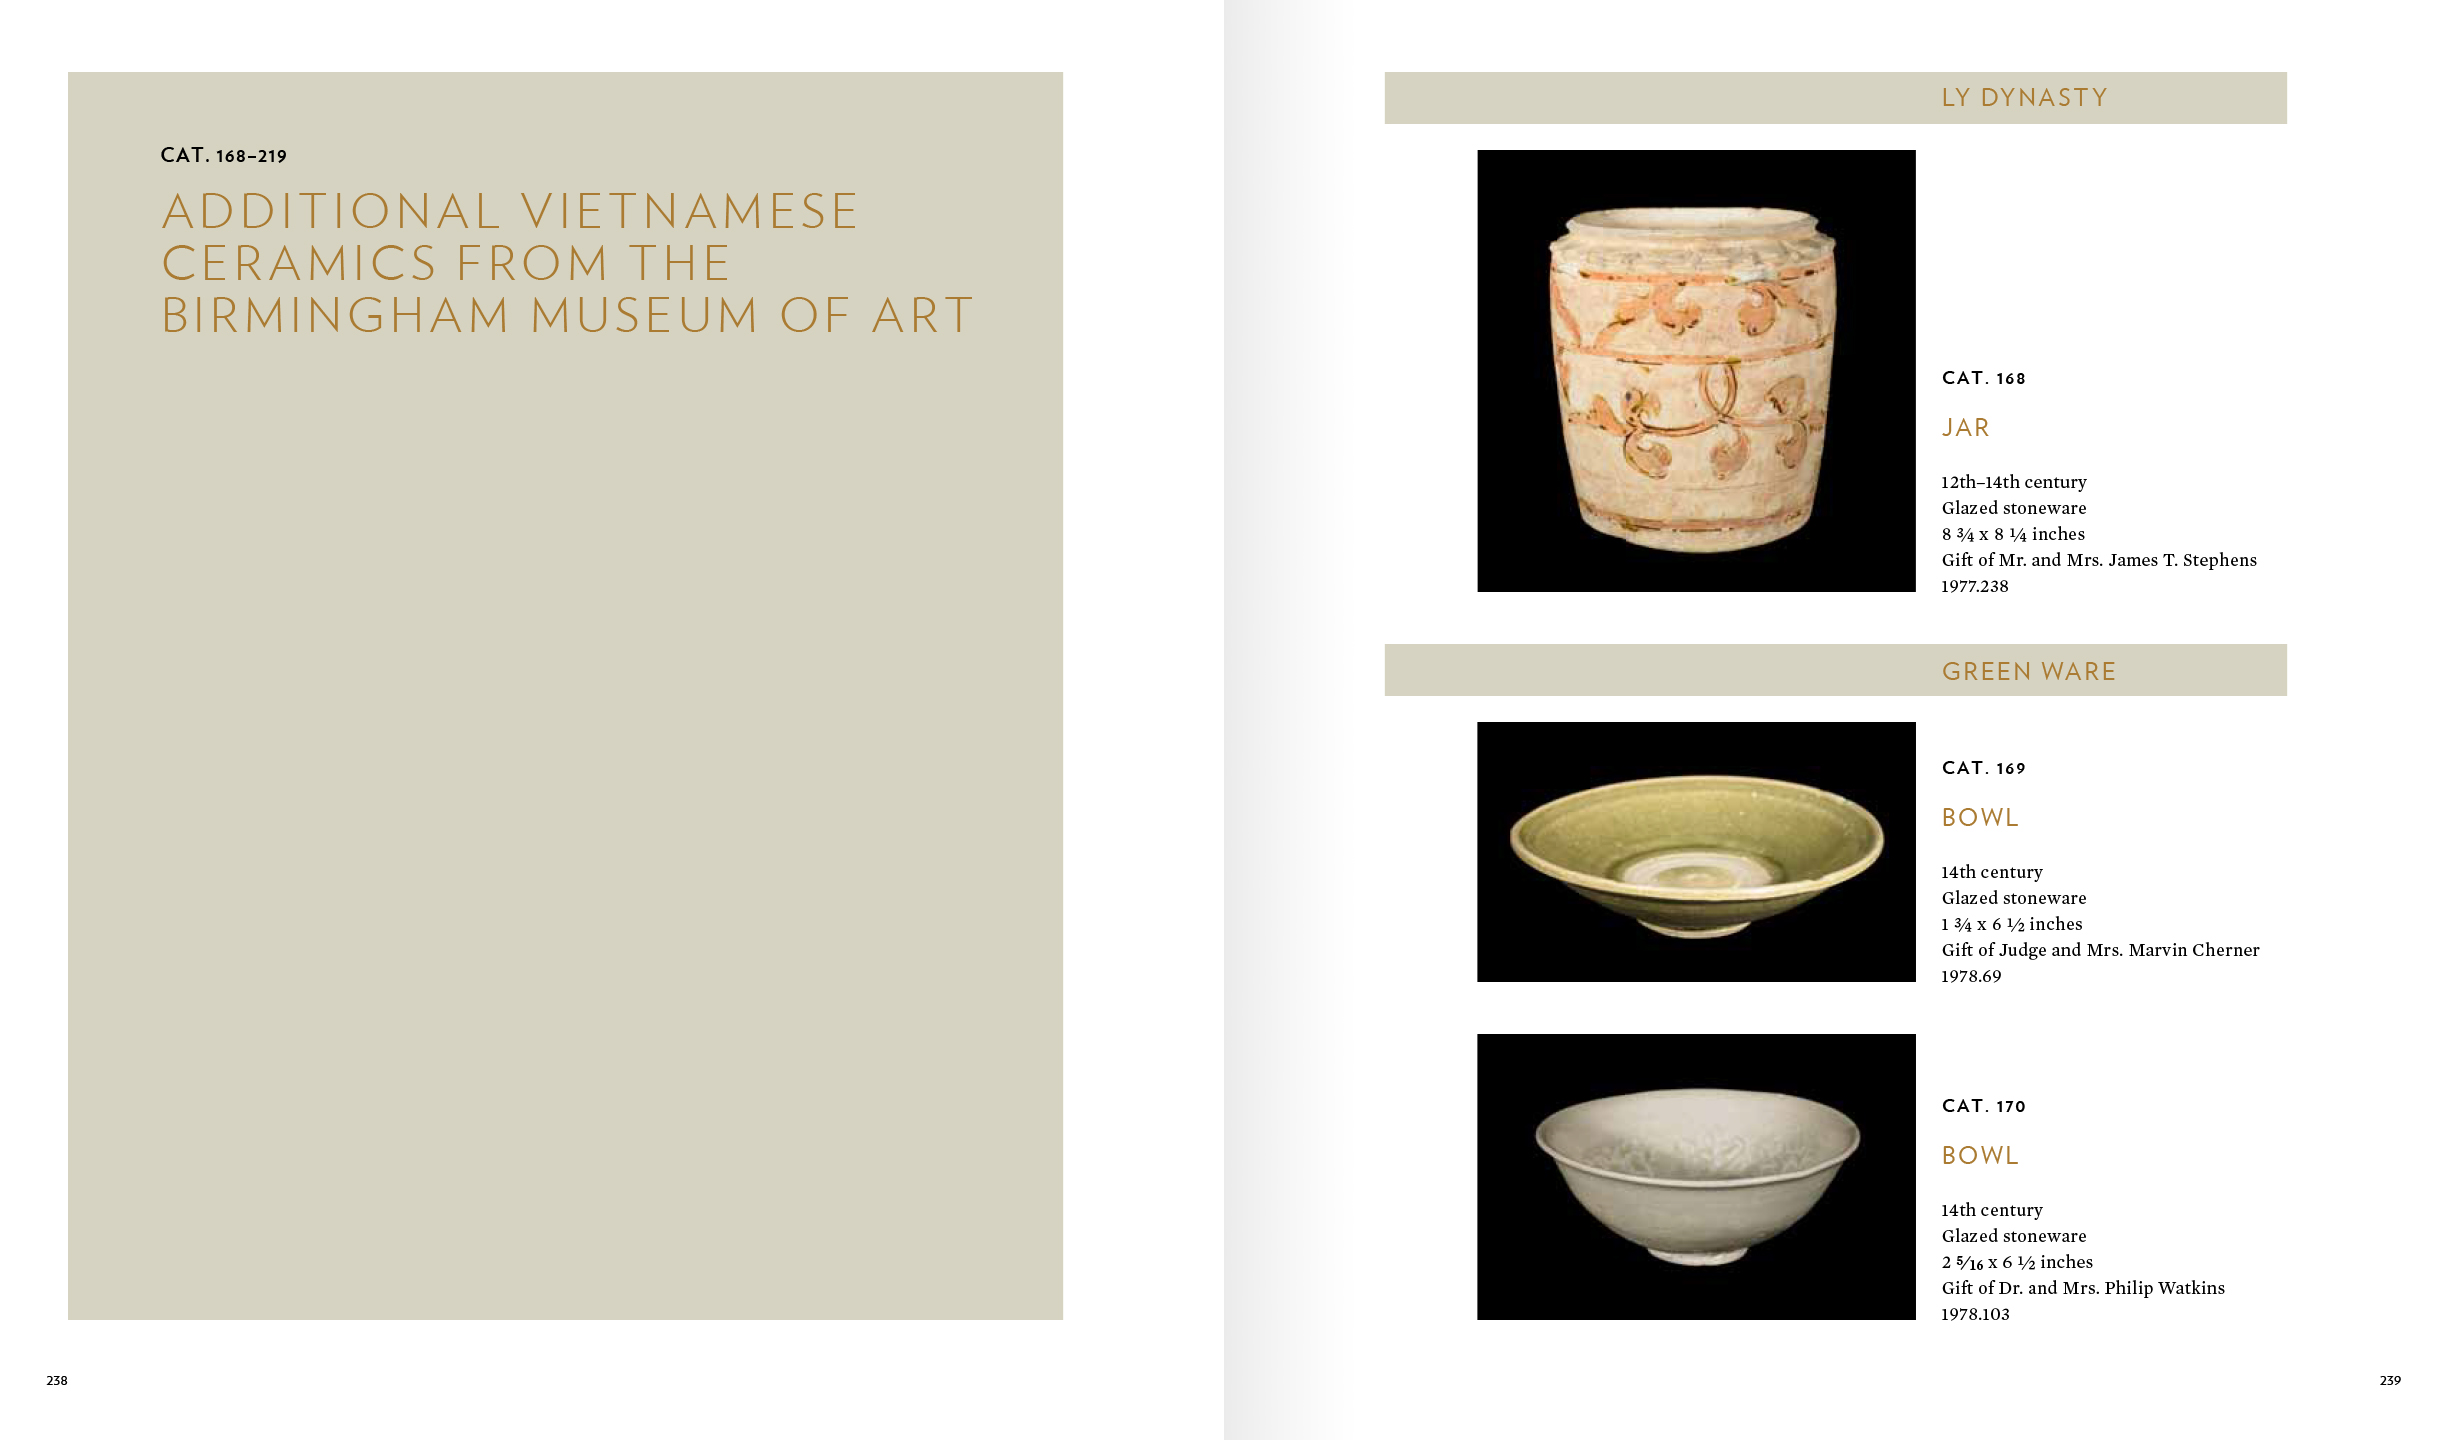 CAT. 168–219
ADDITIONAL VIETNAMESE
CERAMICS FROM THE
BIRMINGHAM MUSEUM OF ART
238
LY DYNASTY
CAT. 168
JAR
12th–14th century
Glazed stoneware
8 ¾ x 8 ¼ inches
Gift of Mr. and Mrs. James T. Stephens
1977.238
GREEN WARE
CAT. 169
BOWL
14th century
Glazed stoneware
1 ¾ x 6 ½ inches
Gift of Judge and Mrs. Marvin Cherner
1978.69
CAT. 170
BOWL
14th century
Glazed stoneware
2 5⁄16 x 6 ½ inches
Gift of Dr. and Mrs. Philip Watkins
1978.103
239